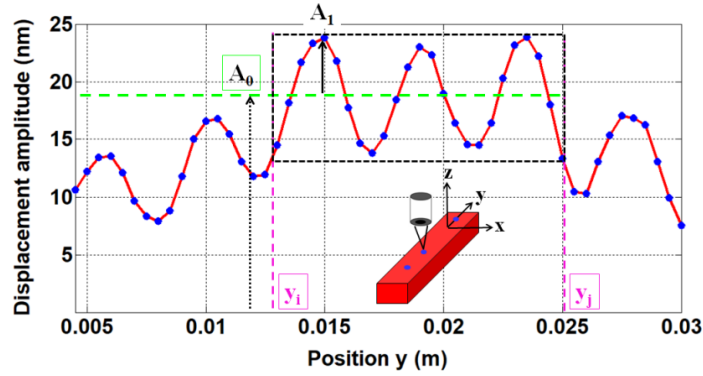 Displacement amplitude (nm)
25
20
15
10
5
A₁
A₀
z
y
x
yᵢ
yⱼ
0.005
0.01
0.015
0.02
0.025
0.03
Position y (m)